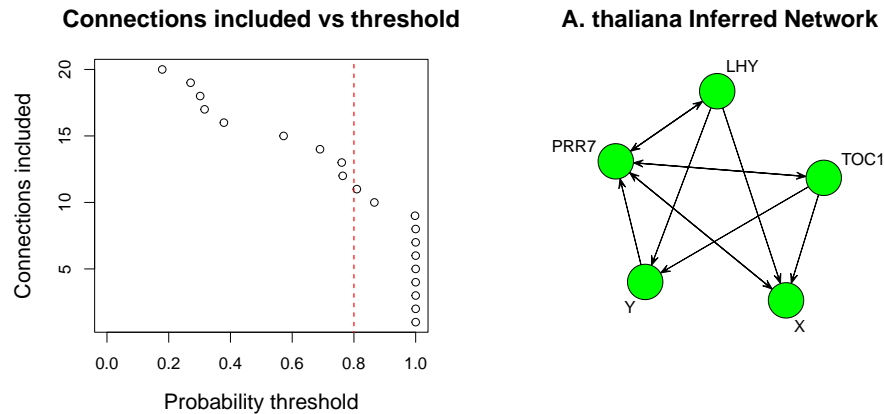 Connections included vs threshold
Connections included
20
15
10
5
0.0 0.2 0.4 0.6 0.8 1.0
Probability threshold
A. thaliana Inferred Network
LHY
PRR7
TOC1
Y
X